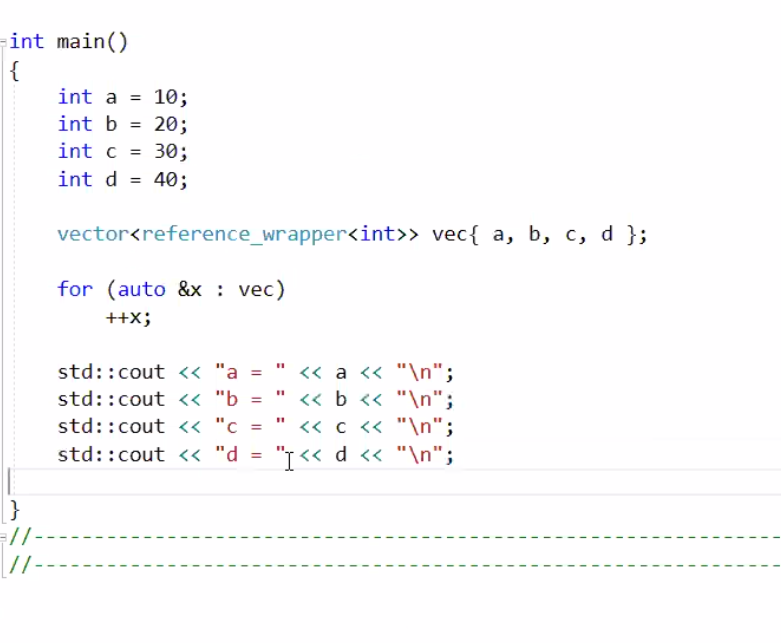 int main()
{
    int a = 10;
    int b = 20;
    int c = 30;
    int d = 40;

    vector<reference_wrapper<int>> vec{ a, b, c, d };

    for (auto &x : vec)
        ++x;

    std::cout << "a = " << a << "\n";
    std::cout << "b = " << b << "\n";
    std::cout << "c = " << c << "\n";
    std::cout << "d = " << d << "\n";

}
//--------------------------------------------------------------
//--------------------------------------------------------------